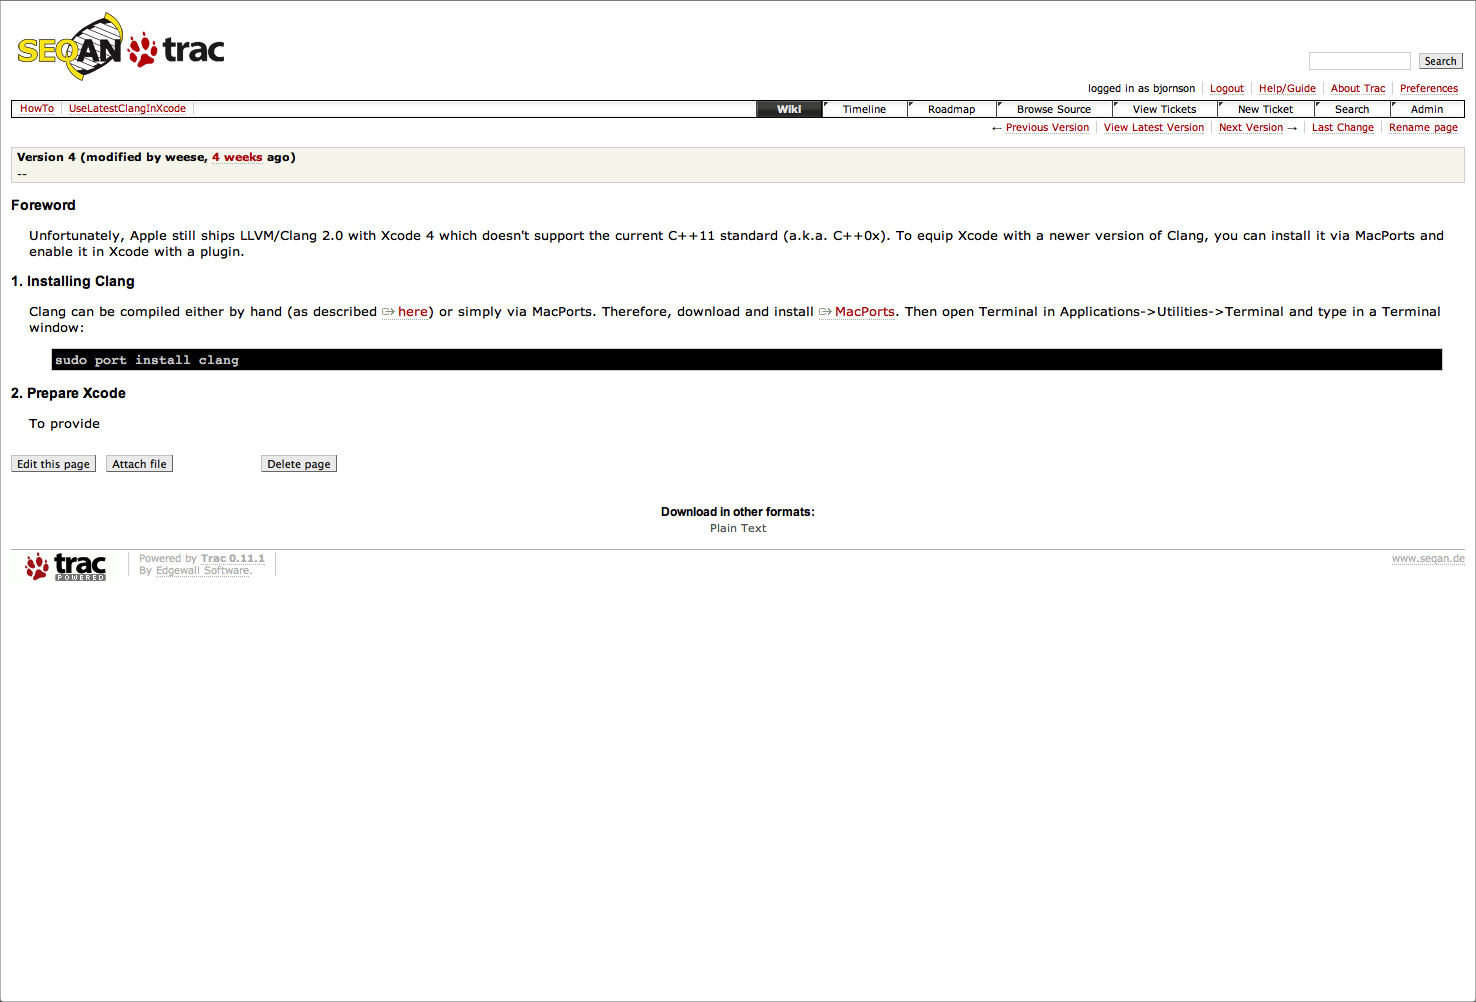 SEQAN trac
Search
logged in as bjornson Logout Help/Guide About Trac Preferences
HowTo UseLatestClangInXcode Wiki Timeline Roadmap Browse Source View Tickets New Ticket Search Admin
← Previous Version View Latest Version Next Version → Last Change Rename page
Version 4 (modified by weese, 4 weeks ago)
--
Foreword
Unfortunately, Apple still ships LLVM/Clang 2.0 with Xcode 4 which doesn't support the current C++11 standard (a.k.a. C++0x). To equip Xcode with a newer version of Clang, you can install it via MacPorts and
enable it in Xcode with a plugin.
1. Installing Clang
Clang can be compiled either by hand (as described here) or simply via MacPorts. Therefore, download and install MacPorts. Then open Terminal in Applications->Utilities->Terminal and type in a Terminal
window:
sudo port install clang
2. Prepare Xcode
To provide
Edit this page Attach file Delete page
Download in other formats:
Plain Text
trac POWERED
Powered by Trac 0.11.1
By Edgewall Software.
www.seqan.de